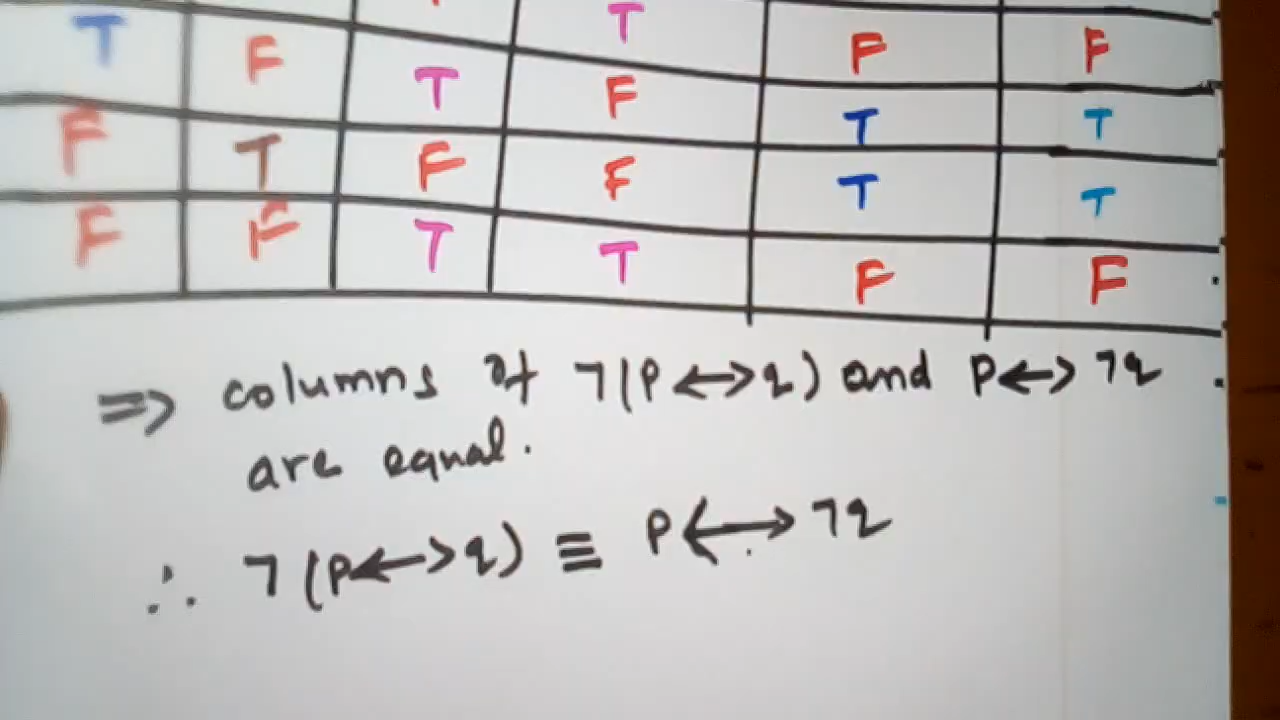 T
T F F F
F T F T T
F T F F T T
F F T T F F
⇒ columns of ¬(P ↔ q) and P ↔ ¬q
are equal.
∴ ¬(P ↔ q) ≡ P ↔ ¬q